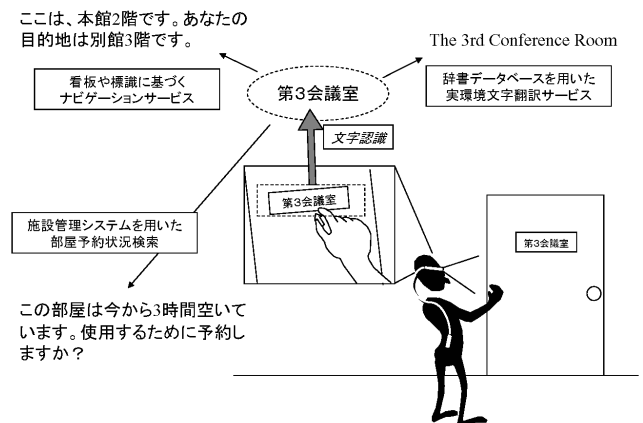 ここは、本館2階です。あなたの
目的地は別館3階です。
看板や標識に基づく
ナビゲーションサービス
第３会議室
The 3rd Conference Room
辞書データベースを用いた
実環境文字翻訳サービス
文字認識
第３会議室
施設管理システムを用いた
部屋予約状況検索
第３会議室
この部屋は今から3時間空いて
います。使用するために予約し
ますか？